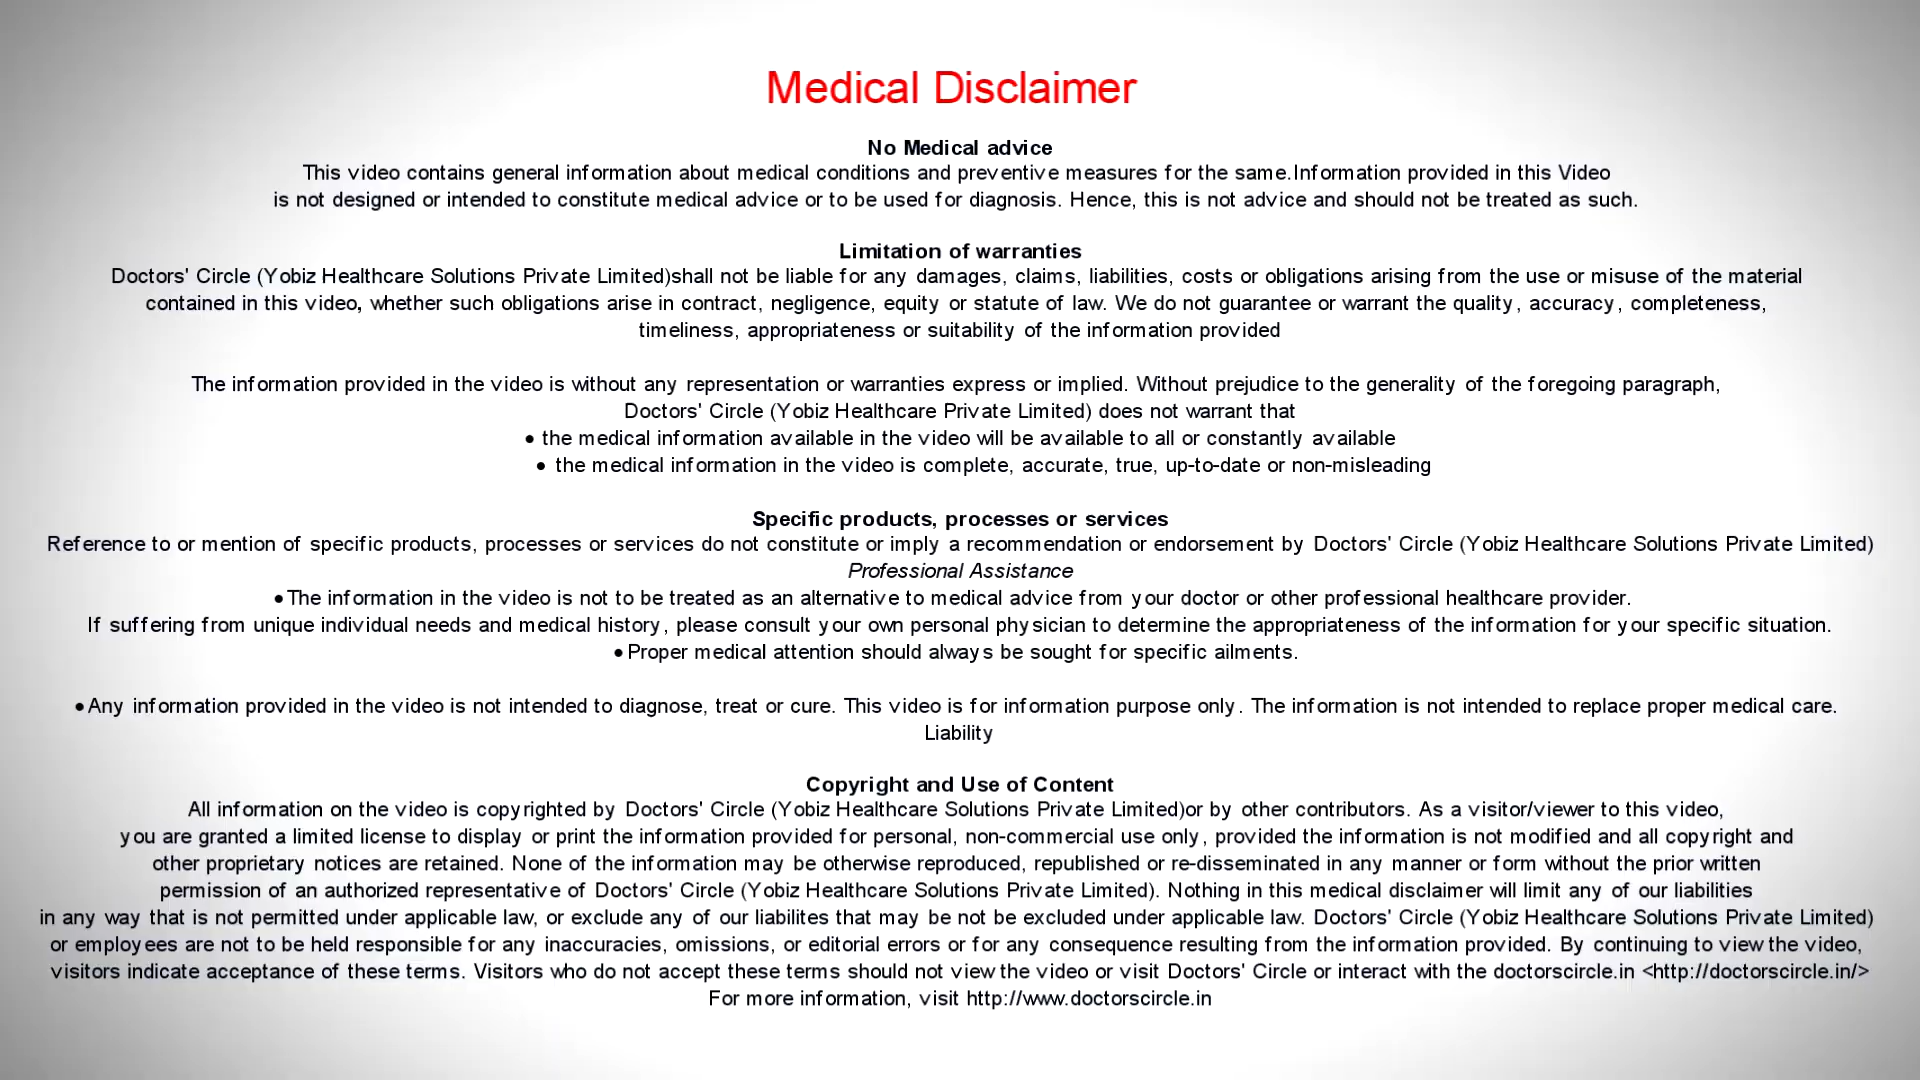 Medical Disclaimer
No Medical advice
This video contains general information about medical conditions and preventive measures for the same.Information provided in this Video
is not designed or intended to constitute medical advice or to be used for diagnosis. Hence, this is not advice and should not be treated as such.
Limitation of warranties
Doctors' Circle (Yobiz Healthcare Solutions Private Limited)shall not be liable for any damages, claims, liabilities, costs or obligations arising from the use or misuse of the material
contained in this video, whether such obligations arise in contract, negligence, equity or statute of law. We do not guarantee or warrant the quality, accuracy, completeness,
timeliness, appropriateness or suitability of the information provided
The information provided in the video is without any representation or warranties express or implied. Without prejudice to the generality of the foregoing paragraph,
Doctors' Circle (Yobiz Healthcare Private Limited) does not warrant that
• the medical information available in the video will be available to all or constantly available
• the medical information in the video is complete, accurate, true, up-to-date or non-misleading
Specific products, processes or services
Reference to or mention of specific products, processes or services do not constitute or imply a recommendation or endorsement by Doctors' Circle (Yobiz Healthcare Solutions Private Limited)
Professional Assistance
•The information in the video is not to be treated as an alternative to medical advice from your doctor or other professional healthcare provider.
If suffering from unique individual needs and medical history, please consult your own personal physician to determine the appropriateness of the information for your specific situation.
•Proper medical attention should always be sought for specific ailments.
•Any information provided in the video is not intended to diagnose, treat or cure. This video is for information purpose only. The information is not intended to replace proper medical care.
Liability
Copyright and Use of Content
All information on the video is copyrighted by Doctors' Circle (Yobiz Healthcare Solutions Private Limited)or by other contributors. As a visitor/viewer to this video,
you are granted a limited license to display or print the information provided for personal, non-commercial use only, provided the information is not modified and all copyright and
other proprietary notices are retained. None of the information may be otherwise reproduced, republished or re-disseminated in any manner or form without the prior written
permission of an authorized representative of Doctors' Circle (Yobiz Healthcare Solutions Private Limited). Nothing in this medical disclaimer will limit any of our liabilities
in any way that is not permitted under applicable law, or exclude any of our liabilites that may be not be excluded under applicable law. Doctors' Circle (Yobiz Healthcare Solutions Private Limited)
or employees are not to be held responsible for any inaccuracies, omissions, or editorial errors or for any consequence resulting from the information provided. By continuing to view the video,
visitors indicate acceptance of these terms. Visitors who do not accept these terms should not view the video or visit Doctors' Circle or interact with the doctorscircle.in <http://doctorscircle.in/>
For more information, visit http://www.doctorscircle.in